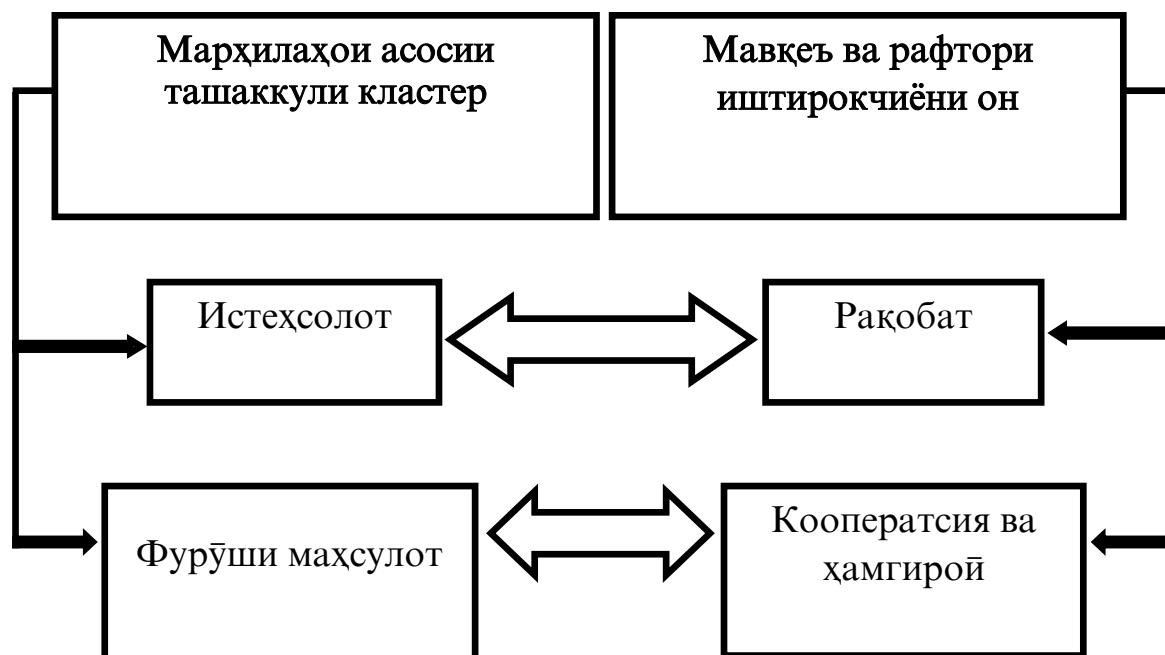 Марҳилаҳои асосии
ташаккули кластер
Мавқеъ ва рафтори
иштирокчиёни он
Истеҳсолот
Рақобат
Фурӯши маҳсулот
Кооператсия ва
ҳамгироӣ